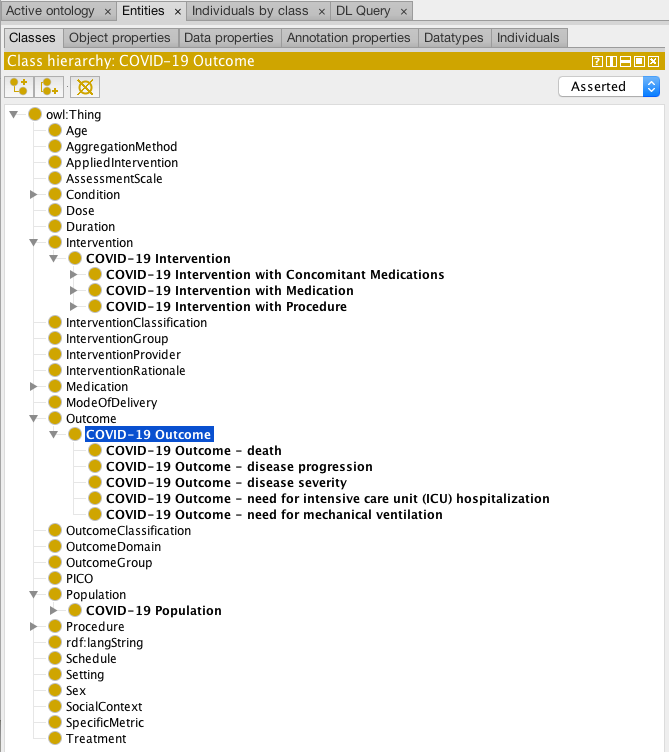 Active ontology × Entities × Individuals by class × DL Query ×
Classes Object properties Data properties Annotation properties Datatypes Individuals
Class hierarchy: COVID-19 Outcome
Asserted
owl:Thing
Age
AggregationMethod
AppliedIntervention
AssessmentScale
Condition
Dose
Duration
Intervention
COVID-19 Intervention
COVID-19 Intervention with Concomitant Medications
COVID-19 Intervention with Medication
COVID-19 Intervention with Procedure
InterventionClassification
InterventionGroup
InterventionProvider
InterventionRationale
Medication
ModeOfDelivery
Outcome
COVID-19 Outcome
COVID-19 Outcome - death
COVID-19 Outcome - disease progression
COVID-19 Outcome - disease severity
COVID-19 Outcome - need for intensive care unit (ICU) hospitalization
COVID-19 Outcome - need for mechanical ventilation
OutcomeClassification
OutcomeDomain
OutcomeGroup
PICO
Population
COVID-19 Population
Procedure
rdf:langString
Schedule
Setting
Sex
SocialContext
SpecificMetric
Treatment